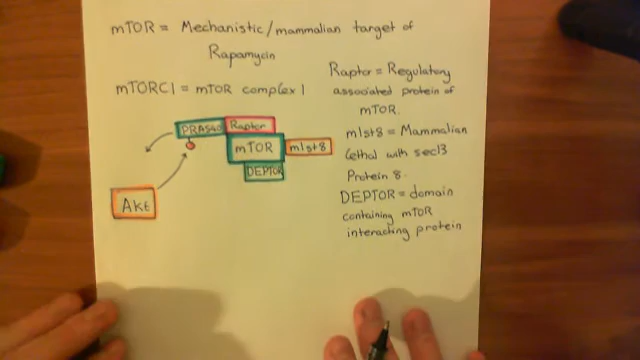 mTOR = Mechanistic/mammalian target of
Rapamycin
mTORC1 = mTOR complex 1
PRAS40
Raptor
mTOR
mlst8
DEPTOR
Akt
Raptor = Regulatory
associated protein of
mTOR.
mlst8 = Mammalian
lethal with sec13
Protein 8.
DEPTOR = domain
containing mTOR
interacting protein